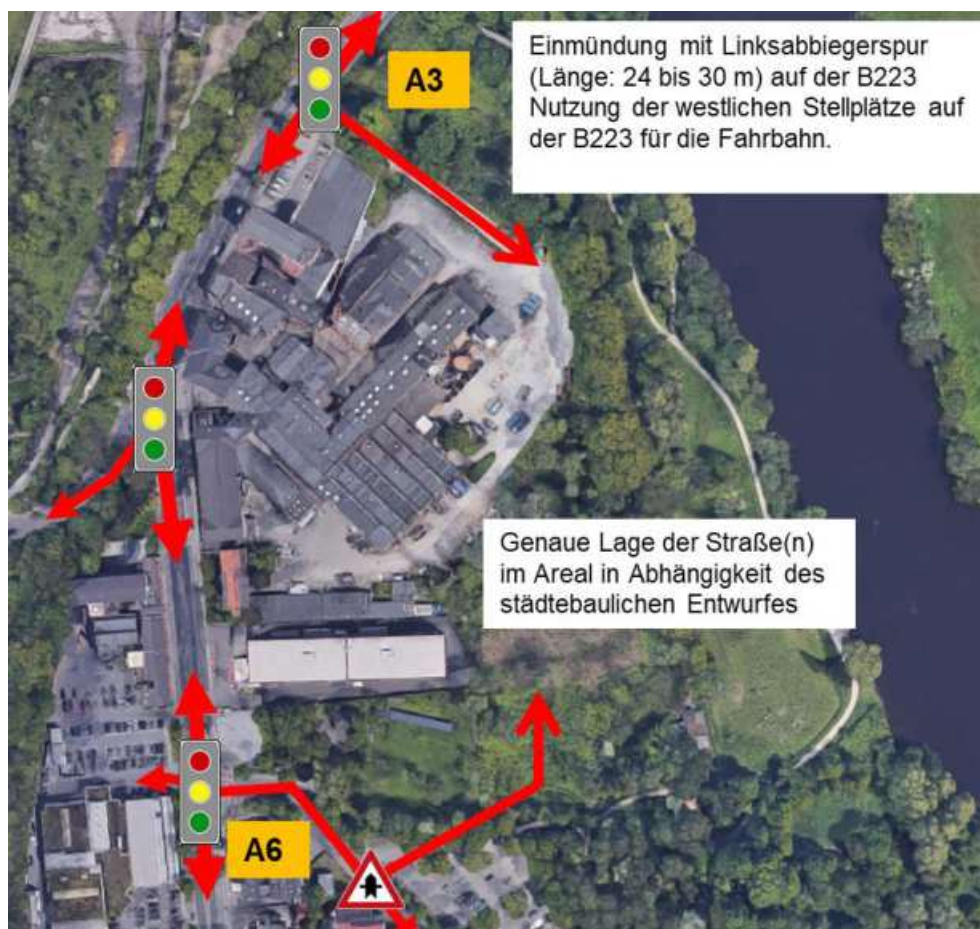 Einmündung mit Linksabbiegerspur
(Länge: 24 bis 30 m) auf der B223
Nutzung der westlichen Stellplätze auf
der B223 für die Fahrbahn.
A3
Genaue Lage der Straße(n)
im Areal in Abhängigkeit des
städtebaulichen Entwurfes
A6